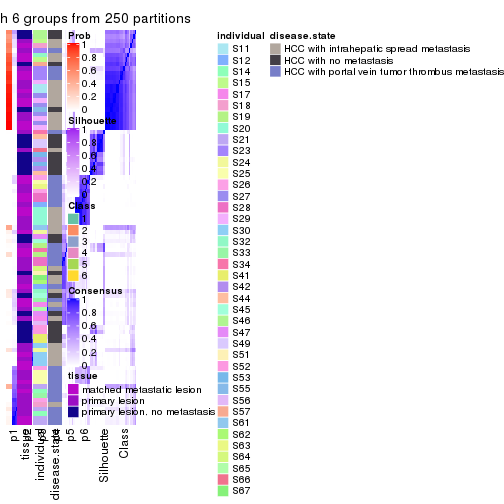 h 6 groups from 250 partitions
Prob
1
0.8
0.6
0.4
0.2
0
Silhouette
1
0.8
0.6
0.4
0.2
0
Class
1
2
3
4
5
6
Consensus
1
0.8
0.6
0.4
0.2
0
tissue
matched metastatic lesion
primary lesion
primary lesion. no metastasis
p1
tissue
individual
disease.state
p5
p6
Silhouette
Class
individual
S11
S12
S14
S15
S17
S18
S19
S20
S21
S23
S24
S25
S26
S27
S28
S29
S30
S32
S33
S34
S41
S42
S44
S45
S46
S47
S49
S51
S52
S53
S55
S56
S57
S61
S62
S63
S64
S65
S66
S67
disease.state
HCC with intrahepatic spread metastasis
HCC with no metastasis
HCC with portal vein tumor thrombus metastasis